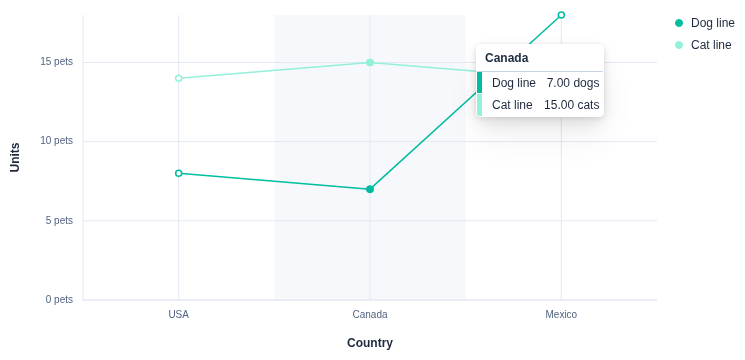 Dog line
Cat line
15 pets
10 pets
5 pets
0 pets
Units
Canada
Dog line 7.00 dogs
Cat line 15.00 cats
USA
Canada
Mexico
Country